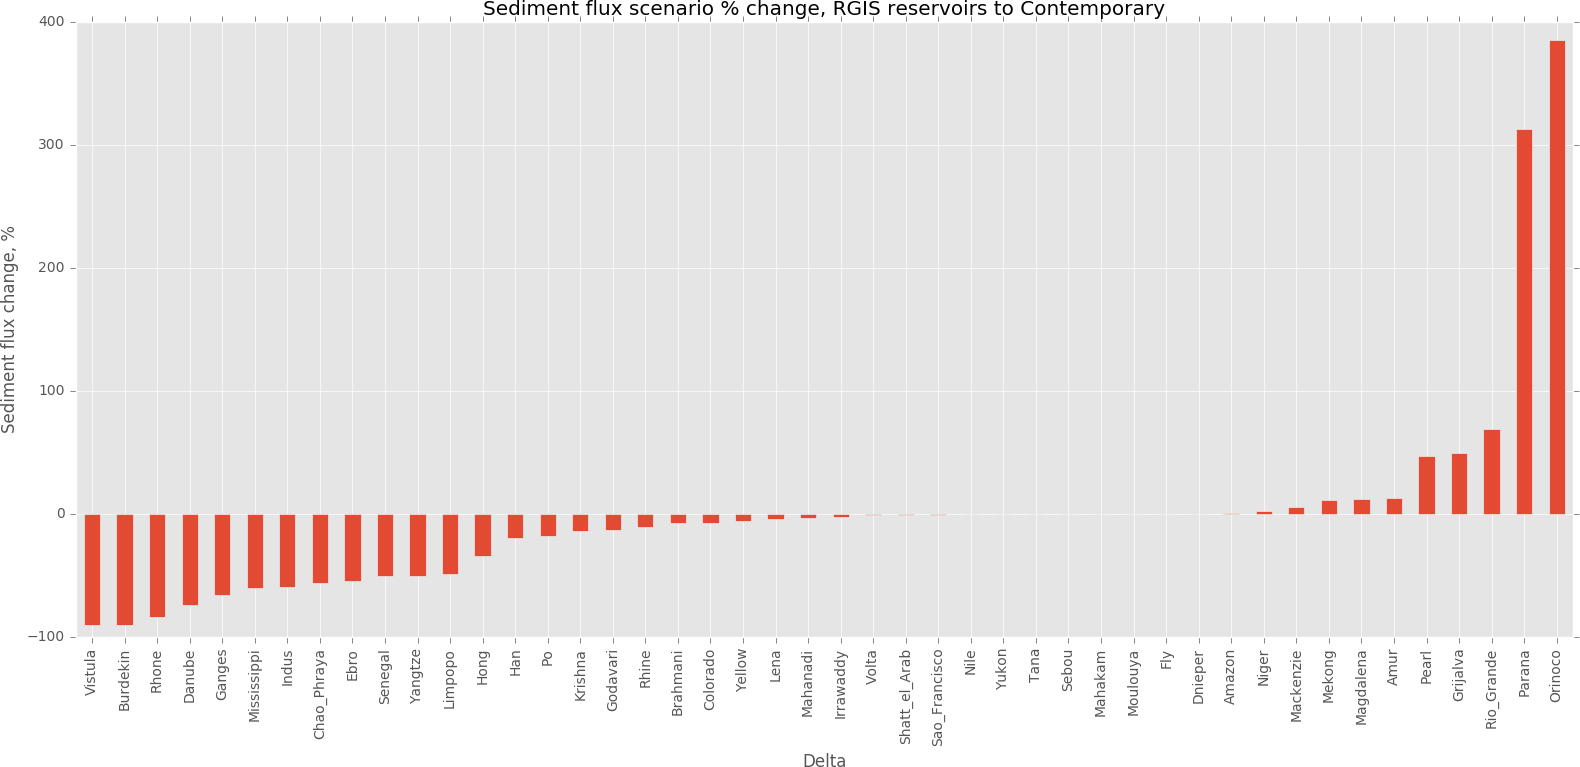 Sediment flux scenario % change, RGIS reservoirs to Contemporary
400
300
200
100
0
−100
Sediment flux change, %
Vistula
Burdekin
Rhone
Danube
Ganges
Mississippi
Indus
Chao_Phraya
Ebro
Senegal
Yangtze
Limpopo
Hong
Han
Po
Krishna
Godavari
Rhine
Brahmani
Colorado
Yellow
Lena
Mahanadi
Irrawaddy
Volta
Shatt_el_Arab
Sao_Francisco
Nile
Yukon
Tana
Sebou
Mahakam
Moulouya
Fly
Dnieper
Amazon
Niger
Mackenzie
Mekong
Magdalena
Amur
Pearl
Grijalva
Rio_Grande
Parana
Orinoco
Delta